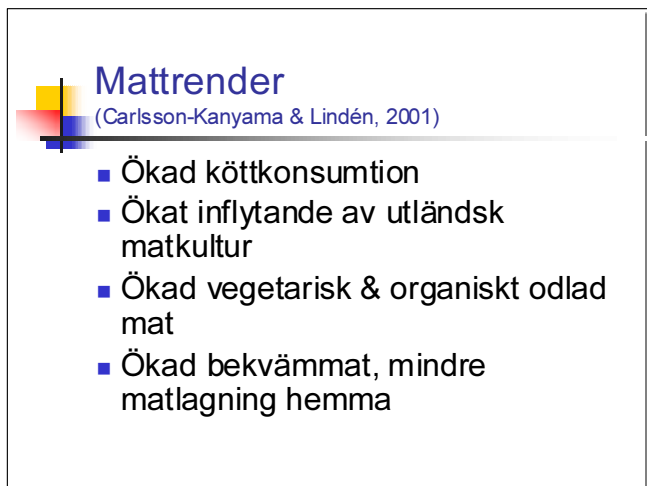 Mattrender
(Carlsson-Kanyama & Lindén, 2001)
Ökad köttkonsumtion
Ökat inflytande av utländsk
matkultur
Ökad vegetarisk & organiskt odlad
mat
Ökad bekvämmat, mindre
matlagning hemma